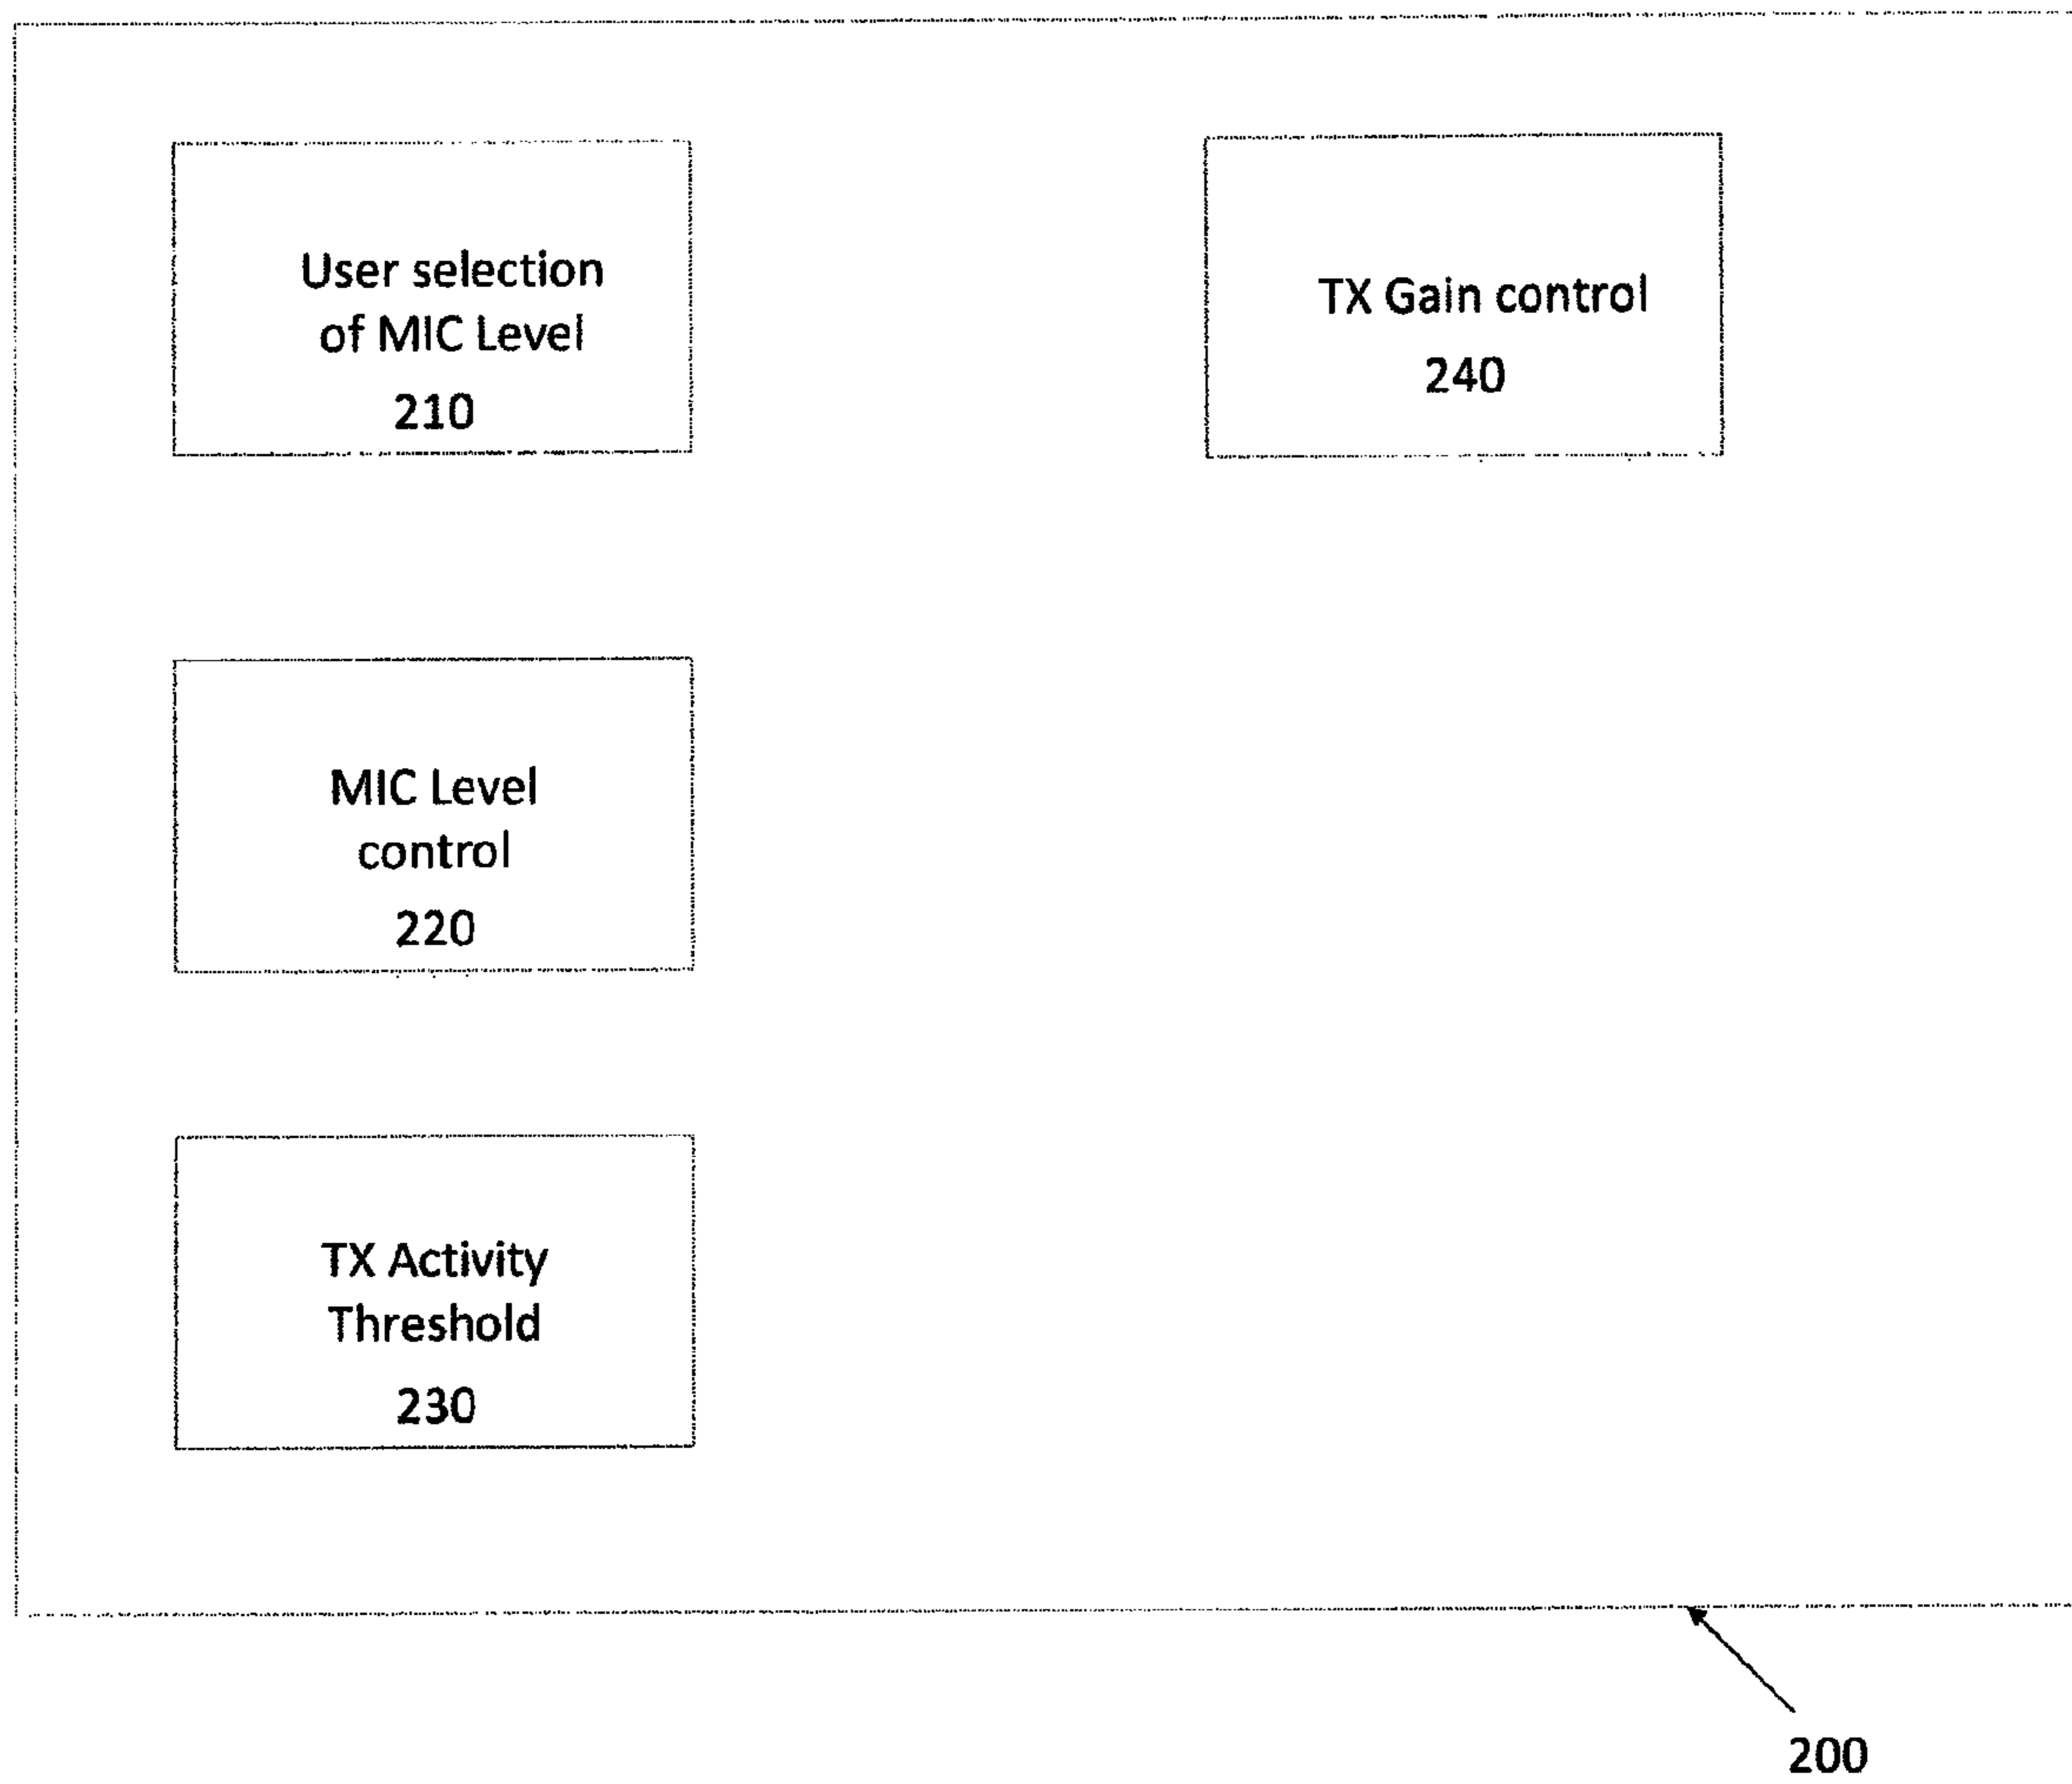 User selection
of MIC Level
210
TX Gain control
240
MIC Level
control
220
TX Activity
Threshold
230
200